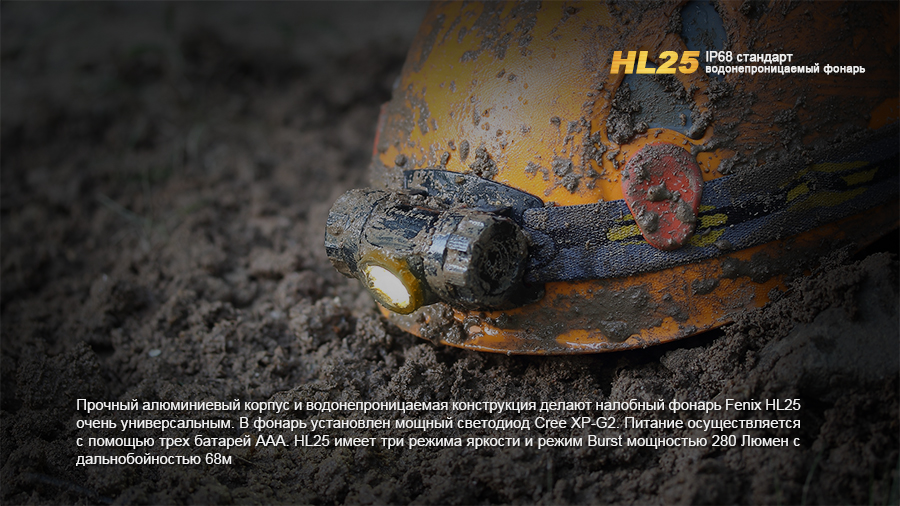 HL25 IP68 стандарт
водонепроницаемый фонарь
Прочный алюминиевый корпус и водонепроницаемая конструкция делают налобный фонарь Fenix HL25
очень универсальным. В фонарь установлен мощный светодиод Cree XP-G2. Питание осуществляется
с помощью трех батарей ААА. HL25 имеет три режима яркости и режим Burst мощностью 280 Люмен с
дальнобойностью 68м